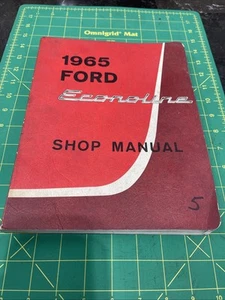 Omnigrid® Mat
1965
FORD
Econoline
SHOP MANUAL
5